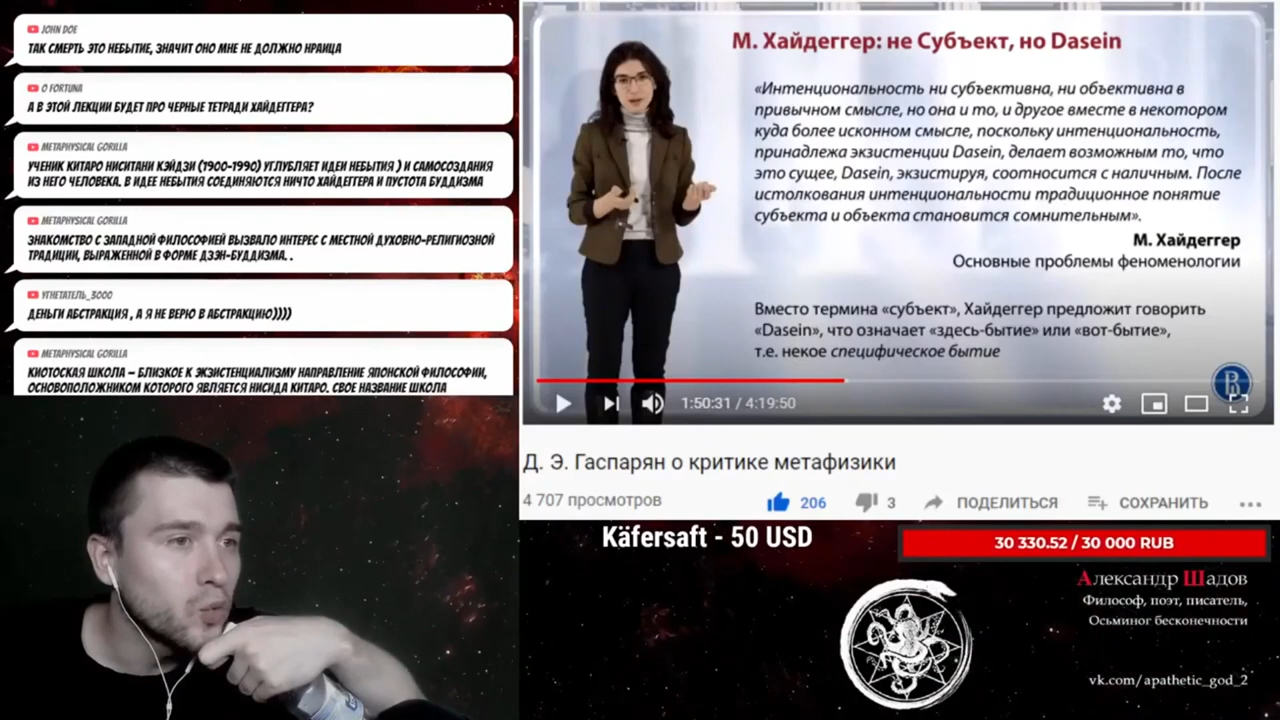 JOHN DOE
ТАК СМЕРТЬ ЭТО НЕБЫТИЕ, ЗНАЧИТ ОНО МНЕ НЕ ДОЛЖНО НРАИЦА
O FORTUNA
А В ЭТОЙ ЛЕКЦИИ БУДЕТ ПРО ЧЕРНЫЕ ТЕТРАДИ ХАЙДЕГГЕРА?
METAPHYSICAL GORILLA
УЧЕНИК КИТАРО НИСИТАНИ КЭЙДЗИ (1900-1990) УГЛУБЛЯЕТ ИДЕИ НЕБЫТИЯ ) И САМОСОЗДАНИЯ
ИЗ НЕГО ЧЕЛОВЕКА. В ИДЕЕ НЕБЫТИЯ СОЕДИНЯЮТСЯ НИЧТО ХАЙДЕГГЕРА И ПУСТОТА БУДДИЗМА
METAPHYSICAL GORILLA
ЗНАКОМСТВО С ЗАПАДНОЙ ФИЛОСОФИЕЙ ВЫЗВАЛО ИНТЕРЕС С МЕСТНОЙ ДУХОВНО-РЕЛИГИОЗНОЙ
ТРАДИЦИИ, ВЫРАЖЕННОЙ В ФОРМЕ ДЗЭН-БУДДИЗМА. .
УГНЕТАТЕЛЬ_3000
ДЕНЬГИ АБСТРАКЦИЯ , А Я НЕ ВЕРЮ В АБСТРАКЦИЮ))))
METAPHYSICAL GORILLA
КИОТОСКАЯ ШКОЛА — БЛИЗКОЕ К ЭКЗИСТЕНЦИАЛИЗМУ НАПРАВЛЕНИЕ ЯПОНСКОЙ ФИЛОСОФИИ,
ОСНОВОПОЛОЖНИКОМ КОТОРОГО ЯВЛЯЕТСЯ НИСИДА КИТАРО. СВОЕ НАЗВАНИЕ ШКОЛА
М. Хайдеггер: не Субъект, но Dasein
«Интенциональность ни субъективна, ни объективна в
привычном смысле, но она и то, и другое вместе в некотором
куда более исконном смысле, поскольку интенциональность,
принадлежа экзистенции Dasein, делает возможным то, что
это сущее, Dasein, экзистируя, соотносится с наличным. После
истолкования интенциональности традиционное понятие
субъекта и объекта становится сомнительным».
М. Хайдеггер
Основные проблемы феноменологии
Вместо термина «субъект», Хайдеггер предложит говорить
«Dasein», что означает «здесь-бытие» или «вот-бытие»,
т.е. некое специфическое бытие
1:50:31 / 4:19:50
Д. Э. Гаспарян о критике метафизики
4 707 просмотров
206
3
ПОДЕЛИТЬСЯ
СОХРАНИТЬ
Käfersaft - 50 USD
30 330.52 / 30 000 RUB
Александр Шадов
Философ, поэт, писатель,
Осьминог бесконечности
vk.com/apathetic_god_2